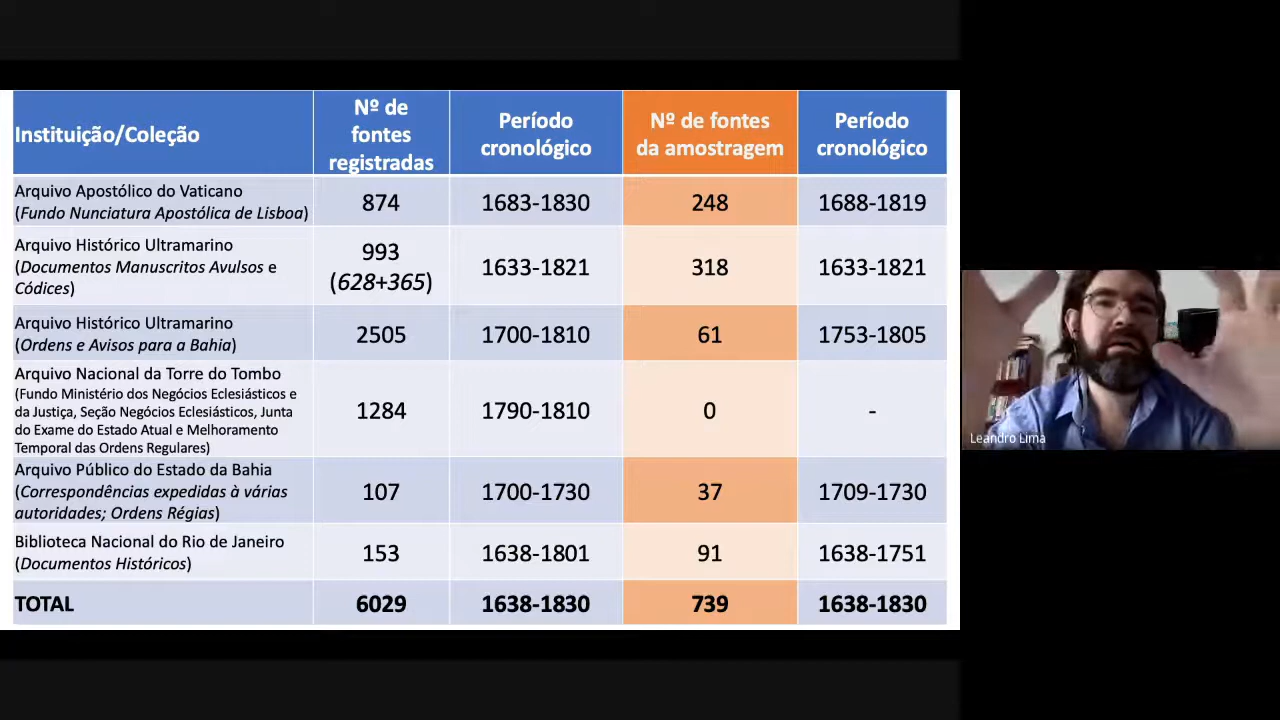 Instituição/Coleção
Nº de
fontes
registradas
Período
cronológico
Nº de fontes
da amostragem
Período
cronológico
Arquivo Apostólico do Vaticano
(Fundo Nunciatura Apostólica de Lisboa)
874
1683-1830
248
1688-1819
Arquivo Histórico Ultramarino
(Documentos Manuscritos Avulsos e
Códices)
993
(628+365)
1633-1821
318
1633-1821
Arquivo Histórico Ultramarino
(Ordens e Avisos para a Bahia)
2505
1700-1810
61
1753-1805
Arquivo Nacional da Torre do Tombo
(Fundo Ministério dos Negócios Eclesiásticos e
da Justiça, Seção Negócios Eclesiásticos, Junta
do Exame do Estado Atual e Melhoramento
Temporal das Ordens Regulares)
1284
1790-1810
0
-
Arquivo Público do Estado da Bahia
(Correspondências expedidas à várias
autoridades; Ordens Régias)
107
1700-1730
37
1709-1730
Biblioteca Nacional do Rio de Janeiro
(Documentos Históricos)
153
1638-1801
91
1638-1751
TOTAL
6029
1638-1830
739
1638-1830
Leandro Lima